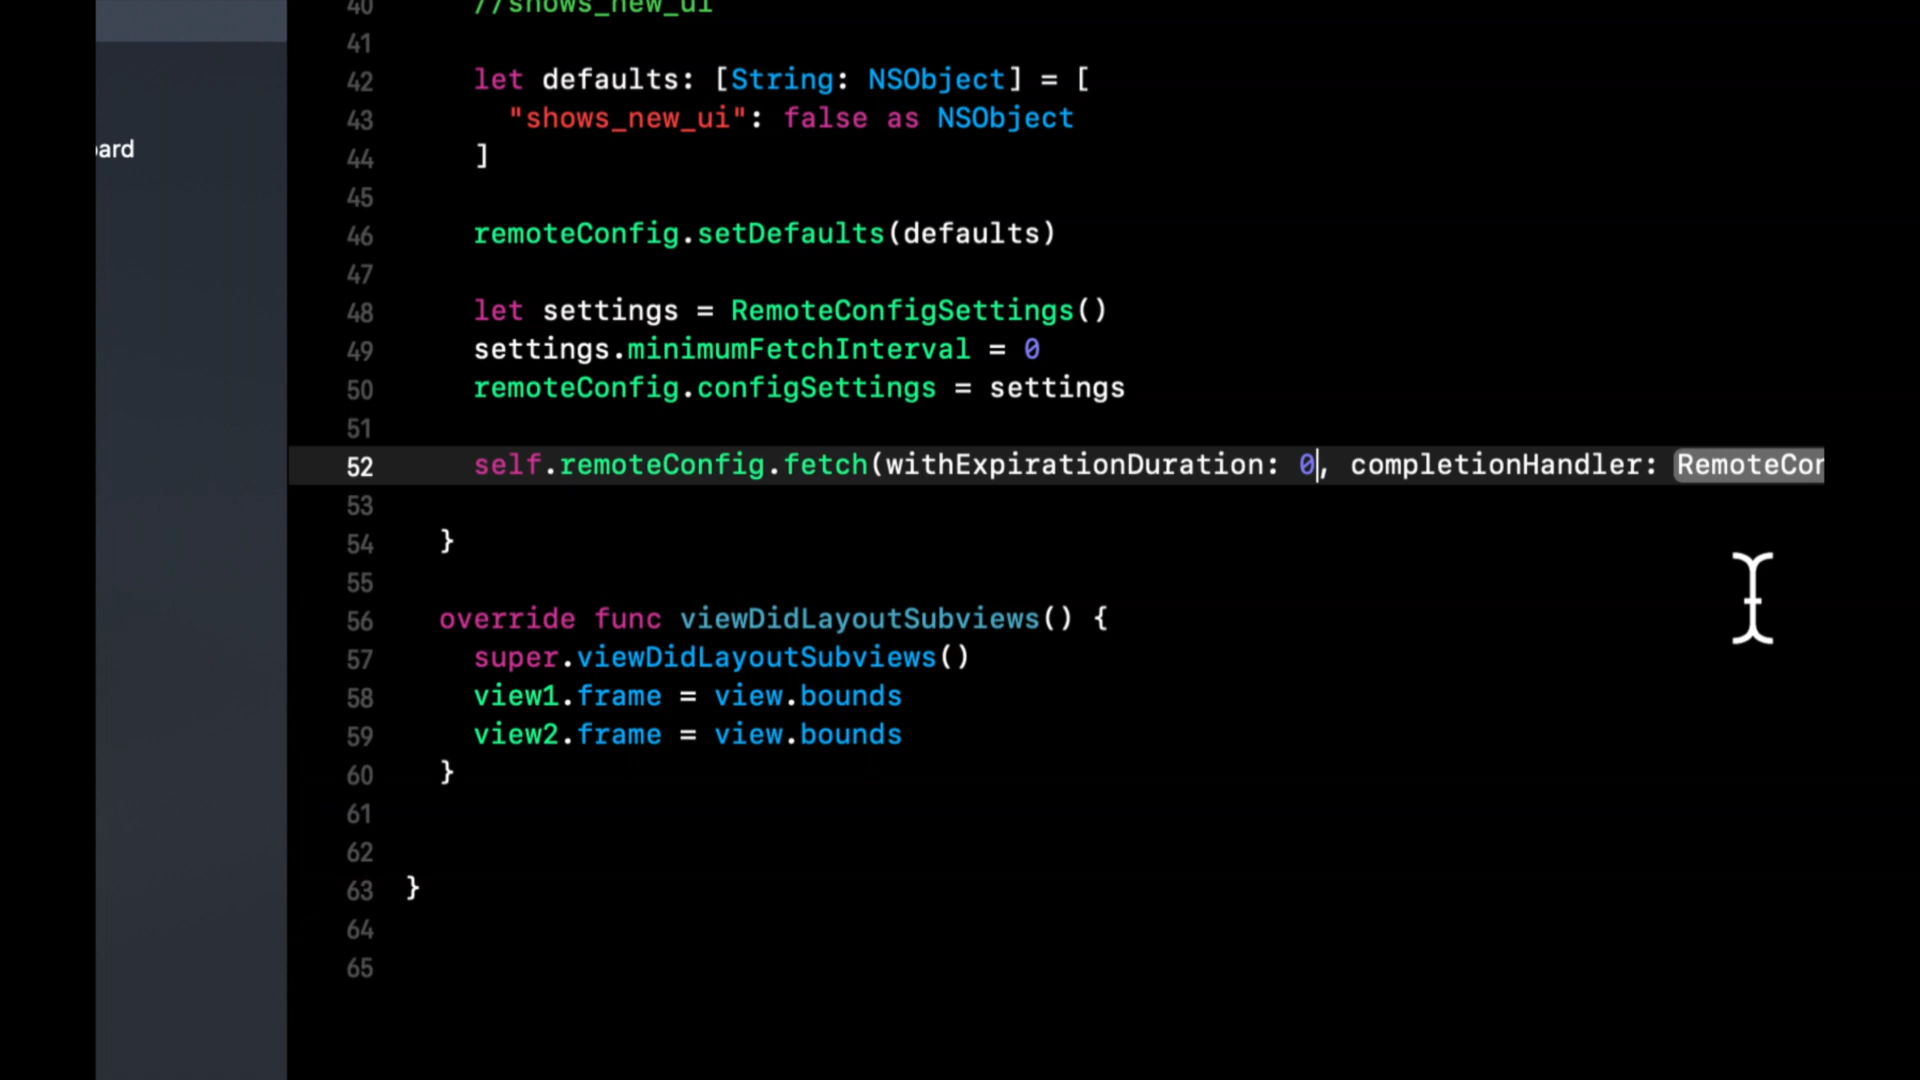 40 //shows_new_ui
41
ard
42 let defaults: [String: NSObject] = [
43 "shows_new_ui": false as NSObject
44 ]
45
46 remoteConfig.setDefaults(defaults)
47
48 let settings = RemoteConfigSettings()
49 settings.minimumFetchInterval = 0
50 remoteConfig.configSettings = settings
51
52 self.remoteConfig.fetch(withExpirationDuration: 0, completionHandler: RemoteCon
53
54 }
55
56 override func viewDidLayoutSubviews() {
57 super.viewDidLayoutSubviews()
58 view1.frame = view.bounds
59 view2.frame = view.bounds
60 }
61
62
63 }
64
65